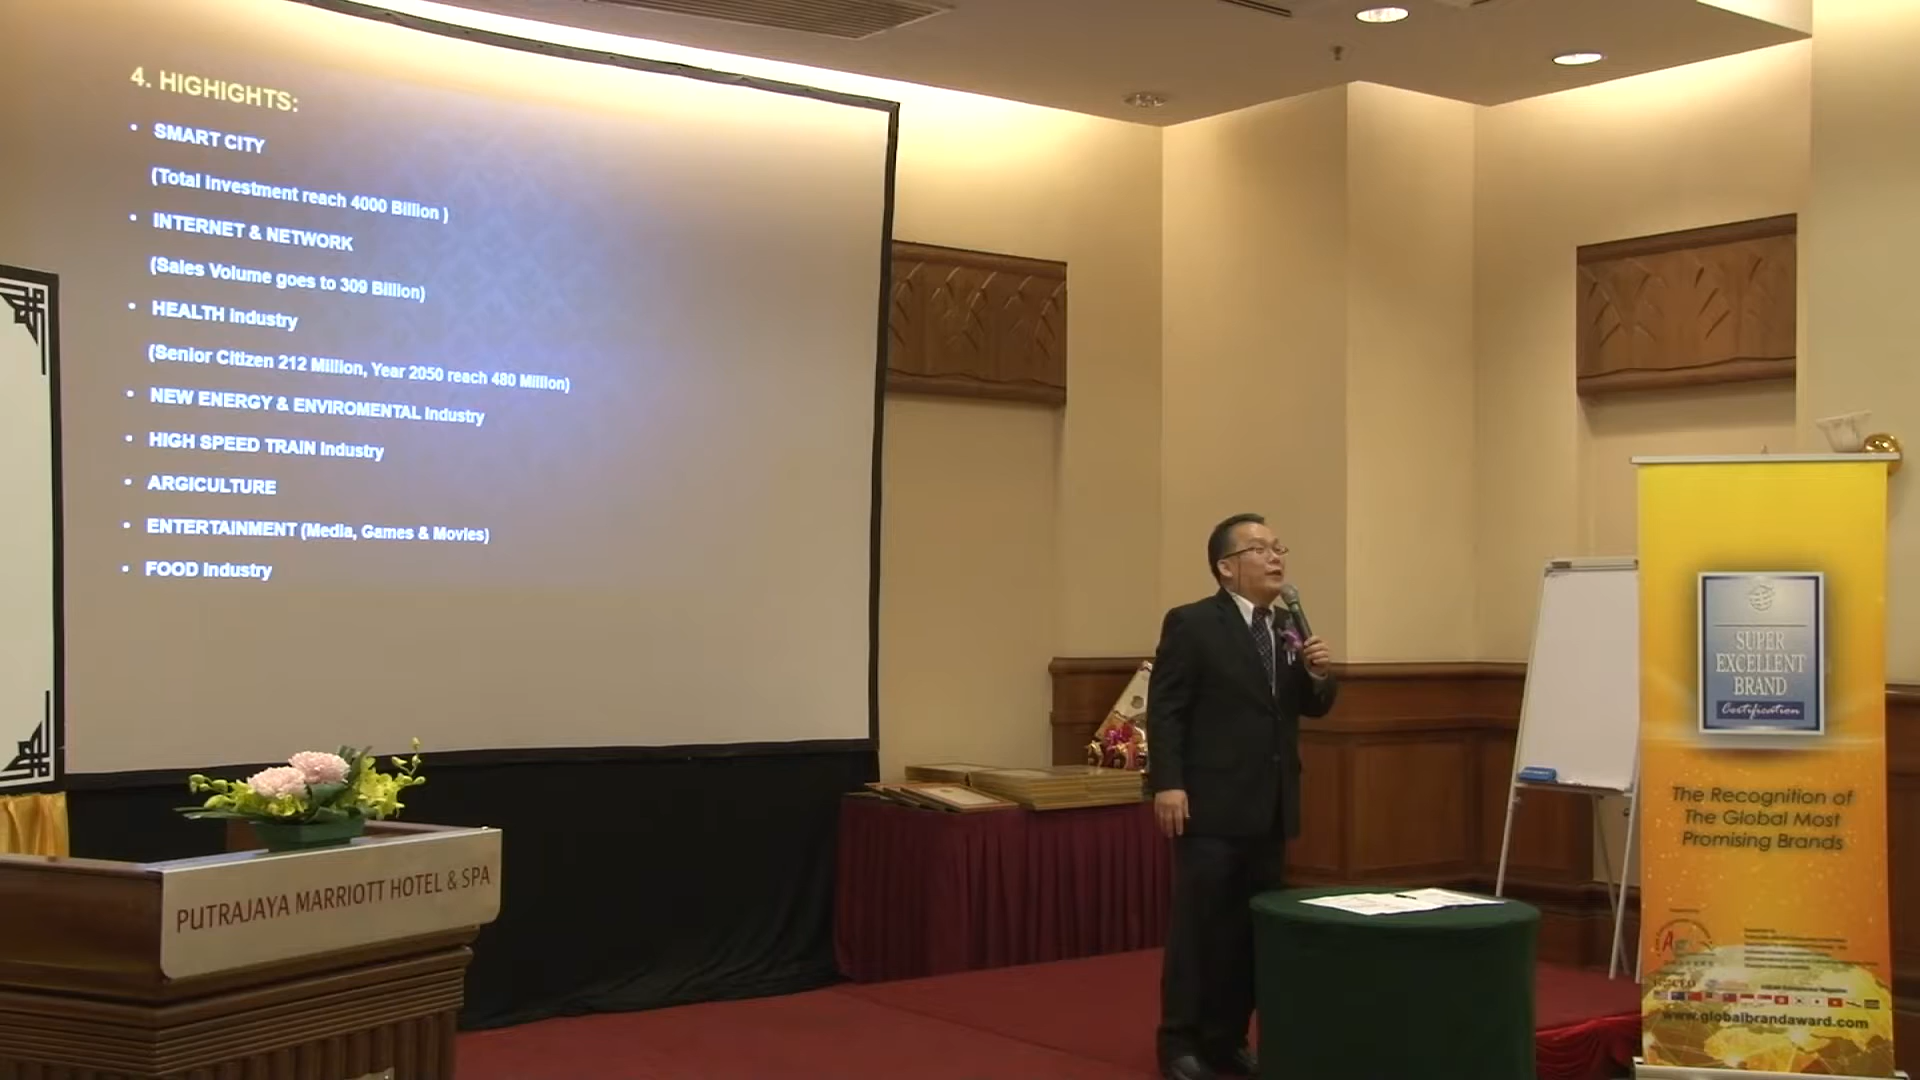 4. HIGHIGHTS:
• SMART CITY
(Total Investment reach 4000 Billion )
• INTERNET & NETWORK
(Sales Volume goes to 309 Billion)
• HEALTH Industry
(Senior Citizen 212 Million, Year 2050 reach 480 Million)
• NEW ENERGY & ENVIROMENTAL Industry
• HIGH SPEED TRAIN Industry
• ARGICULTURE
• ENTERTAINMENT (Media, Games & Movies)
• FOOD Industry
PUTRAJAYA MARRIOTT HOTEL & SPA
SUPER
EXCELLENT
BRAND
Certification
The Recognition of
The Global Most
Promising Brands
www.globalbrandaward.com